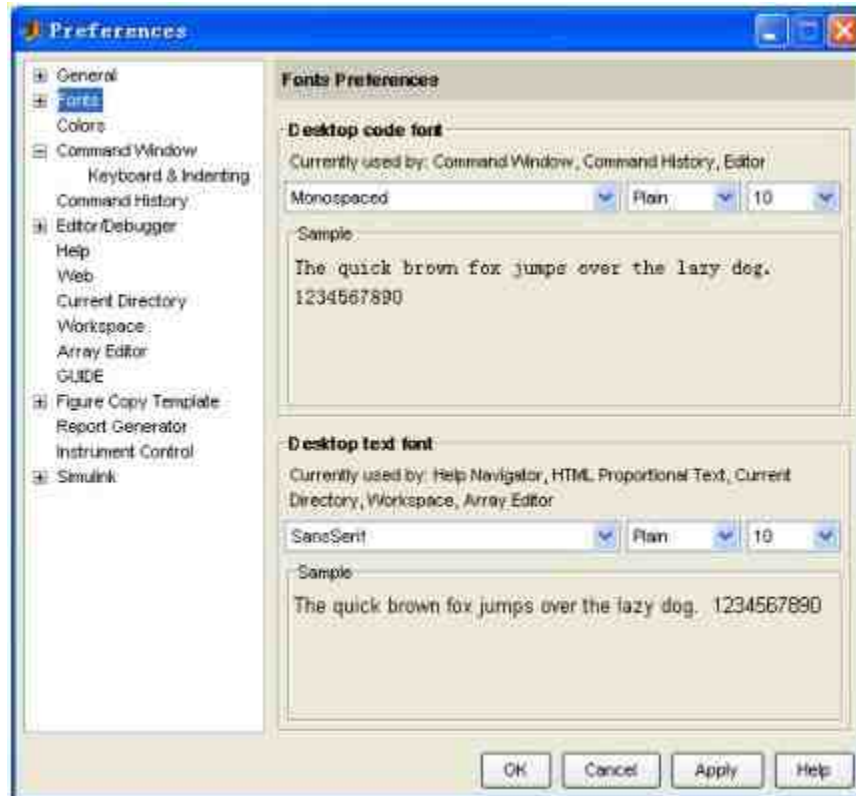 Preferences
General
Fonts
Colors
Command Window
Keyboard & Indenting
Command History
Editor/Debugger
Help
Web
Current Directory
Workspace
Array Editor
GUIDE
Figure Copy Template
Report Generator
Instrument Control
Simulink
Fonts Preferences
Desktop code font
Currently used by: Command Window, Command History, Editor
Monospaced Plain 10
Sample
The quick brown fox jumps over the lazy dog.
1234567890
Desktop text font
Currently used by: Help Navigator, HTML Proportional Text, Current
Directory, Workspace, Array Editor
SansSerif Plain 10
Sample
The quick brown fox jumps over the lazy dog. 1234567890
OK Cancel Apply Help